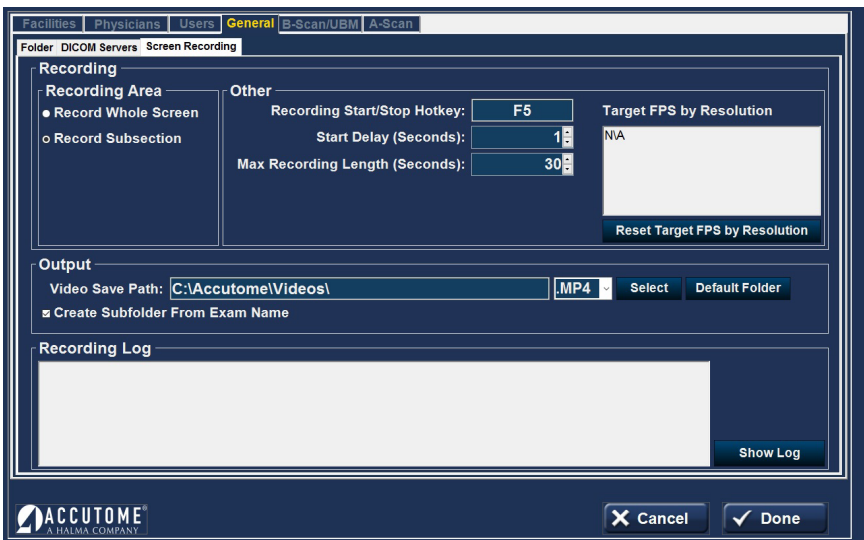 Facilities Physicians Users General B-Scan/UBM A-Scan
Folder DICOM Servers Screen Recording
Recording
Recording Area
Record Whole Screen
Record Subsection
Other
Recording Start/Stop Hotkey: F5
Start Delay (Seconds): 1
Max Recording Length (Seconds): 30
Target FPS by Resolution
N\A
Reset Target FPS by Resolution
Output
Video Save Path: C:\Accutome\Videos\ .MP4 Select Default Folder
Create Subfolder From Exam Name
Recording Log
Show Log
ACCUTOME®
A HALMA COMPANY
Cancel Done